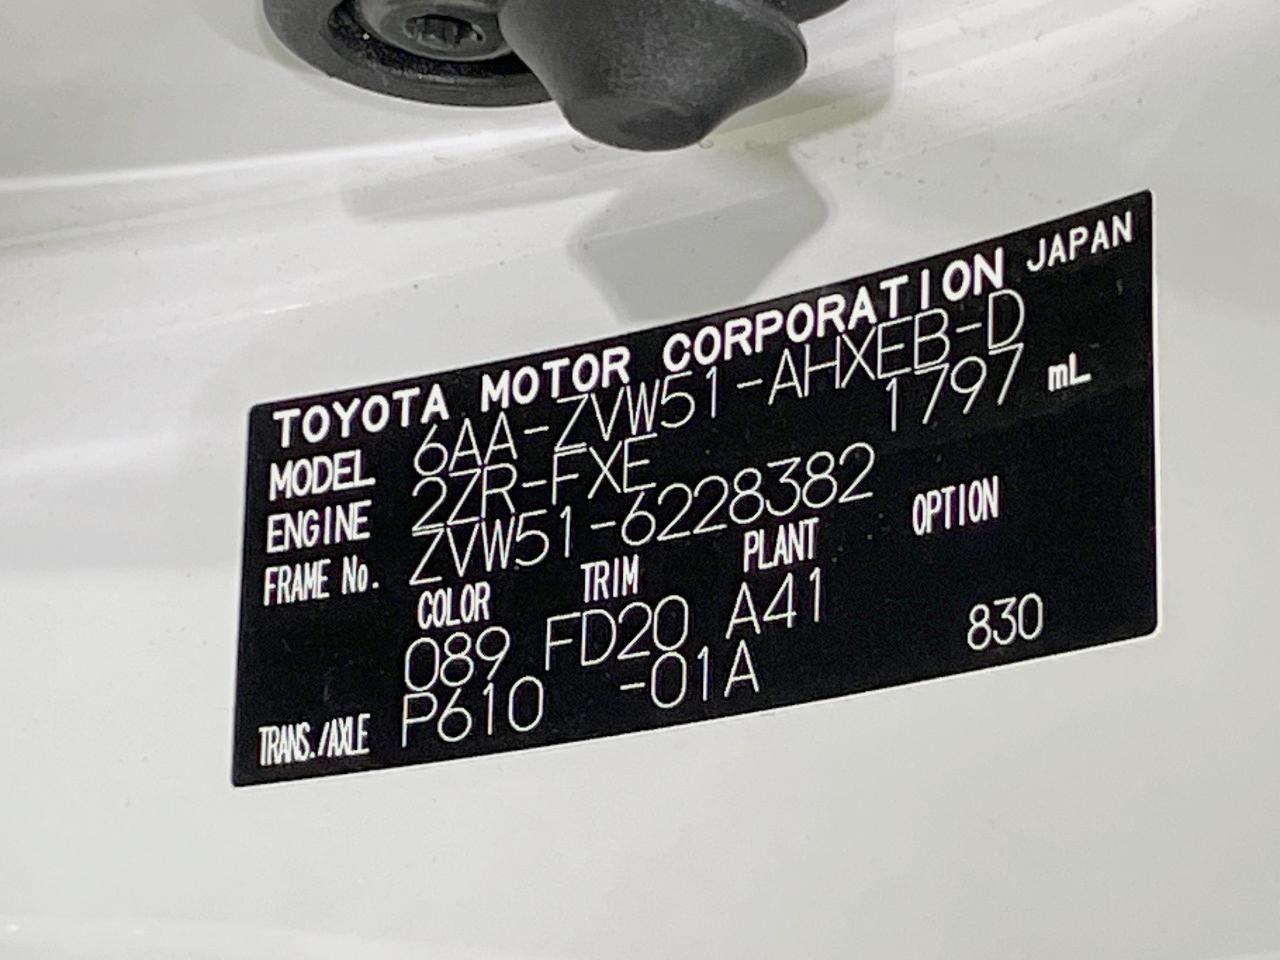 TOYOTA MOTOR CORPORATION JAPAN
MODEL 6AA-ZVW51-AHXEB-D
ENGINE 2ZR-FXE 1797 mL
FRAME No. ZVW51-6228382
COLOR TRIM PLANT OPTION
089 FD20 A41
TRANS./AXLE P610 -01A 830